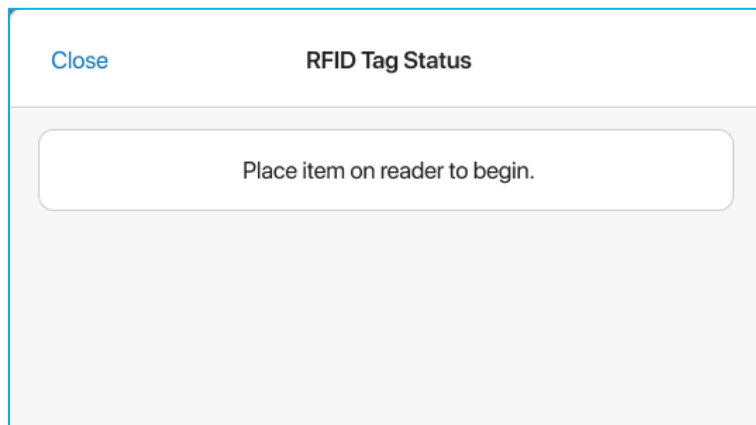 Close
RFID Tag Status
Place item on reader to begin.